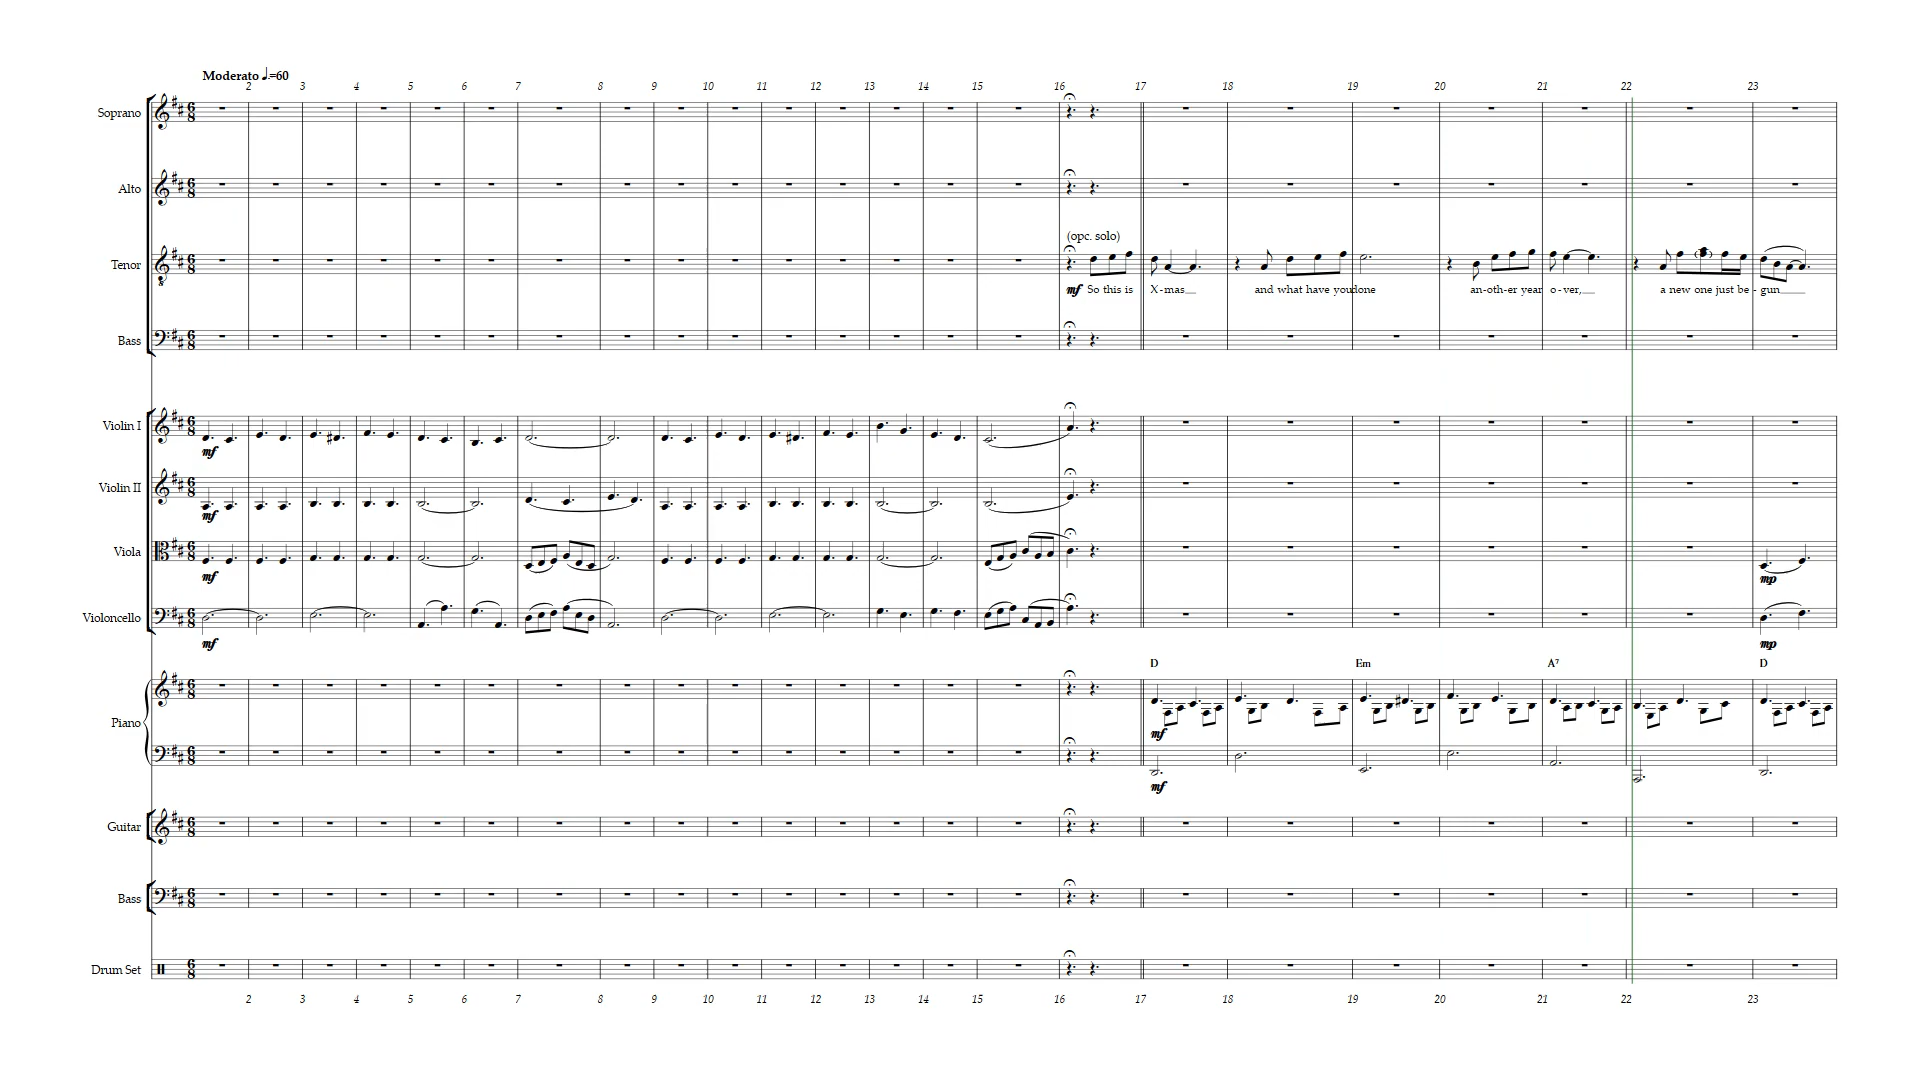 Moderato ♩.=60
2 3 4 5 6 7 8 9 10 11 12 13 14 15 16 17 18 19 20 21 22 23
Soprano
Alto
(opc. solo)
Tenor
mf So this is X-mas__ and what have you done an-oth-er year o-ver,__ a new one just be-gun__
Bass
Violin I
mf
Violin II
mf
Viola
mf mp
Violoncello
mf mp
D Em A7 D
Piano
mf
mf
Guitar
Bass
Drum Set
2 3 4 5 6 7 8 9 10 11 12 13 14 15 16 17 18 19 20 21 22 23